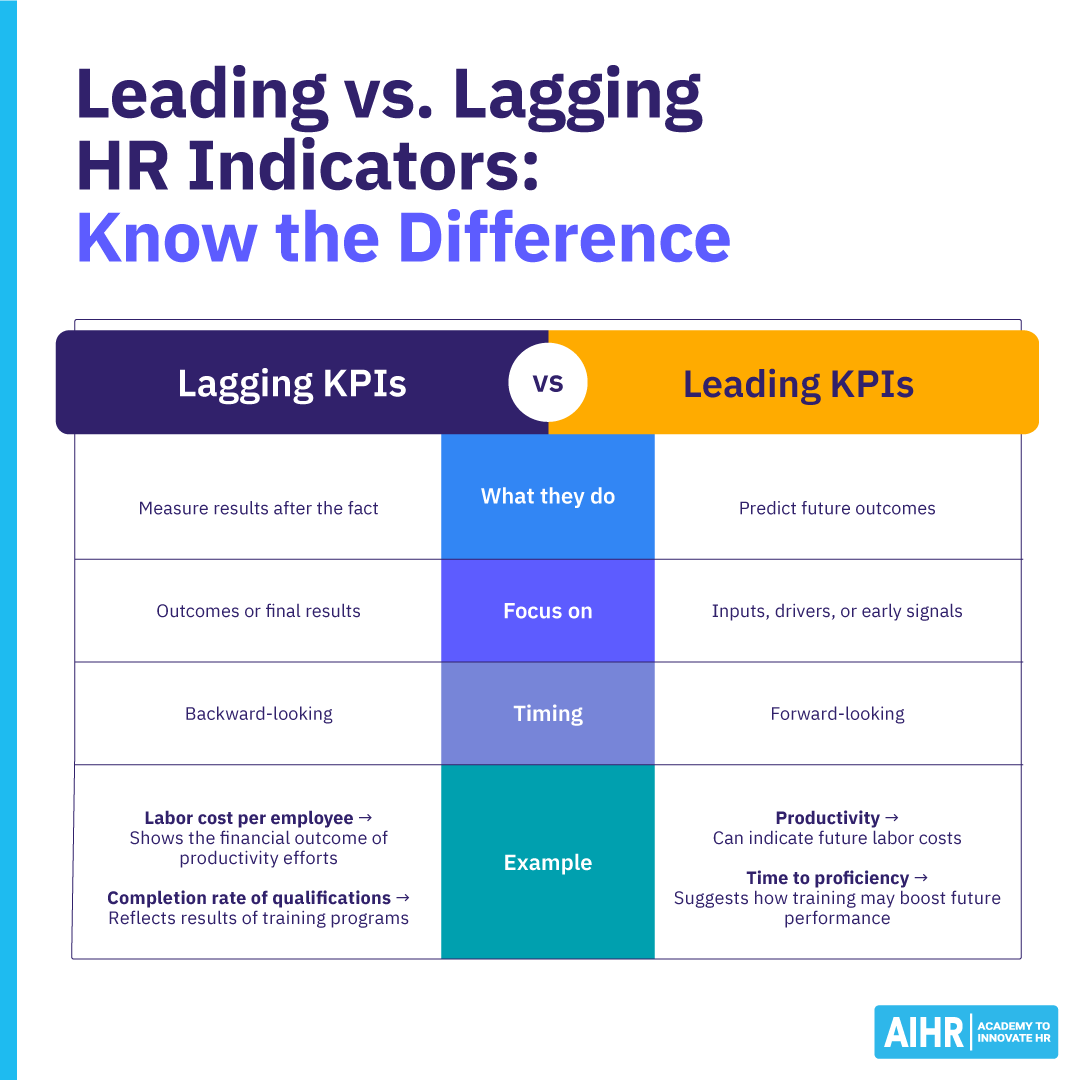 Leading vs. Lagging
HR Indicators:
Know the Difference
Lagging KPIs
vs
Leading KPIs
Measure results after the fact
What they do
Predict future outcomes
Outcomes or final results
Focus on
Inputs, drivers, or early signals
Backward-looking
Timing
Forward-looking
Labor cost per employee →
Shows the financial outcome of
productivity efforts
Completion rate of qualifications →
Reflects results of training programs
Example
Productivity →
Can indicate future labor costs
Time to proficiency →
Suggests how training may boost future
performance
AIHR
ACADEMY TO
INNOVATE HR